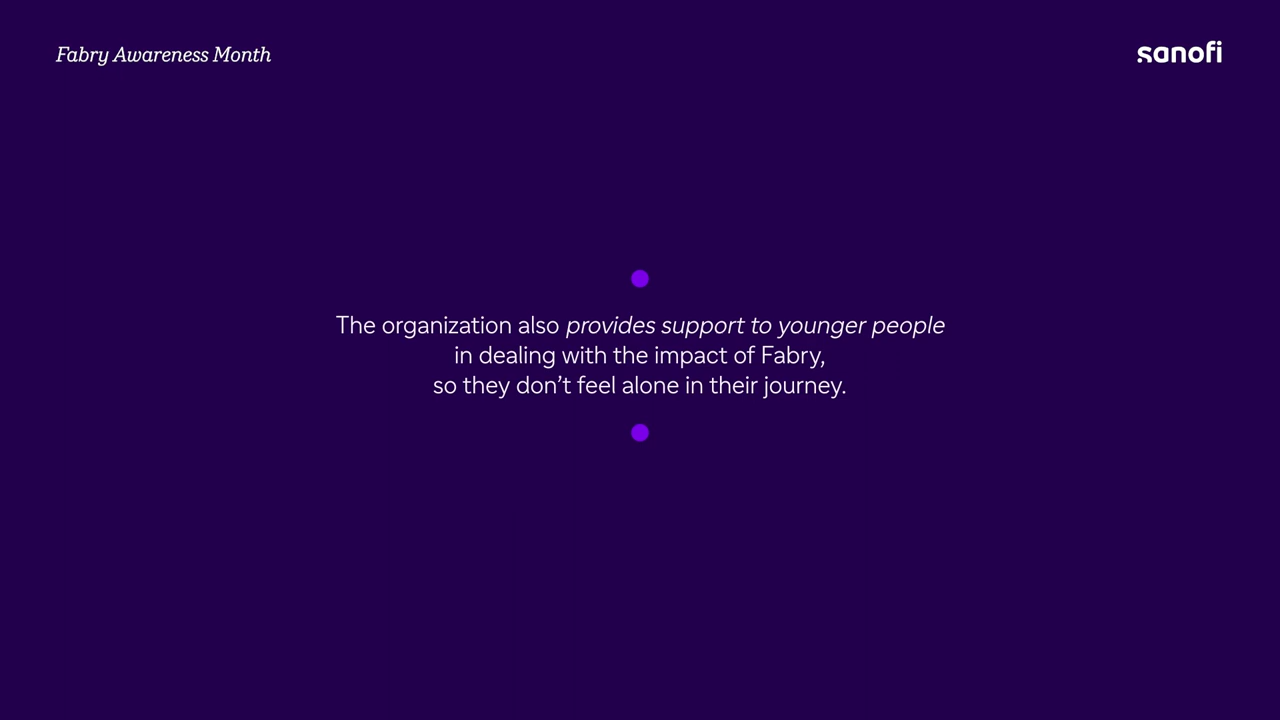 Fabry Awareness Month
sanofi
The organization also provides support to younger people
in dealing with the impact of Fabry,
so they don’t feel alone in their journey.